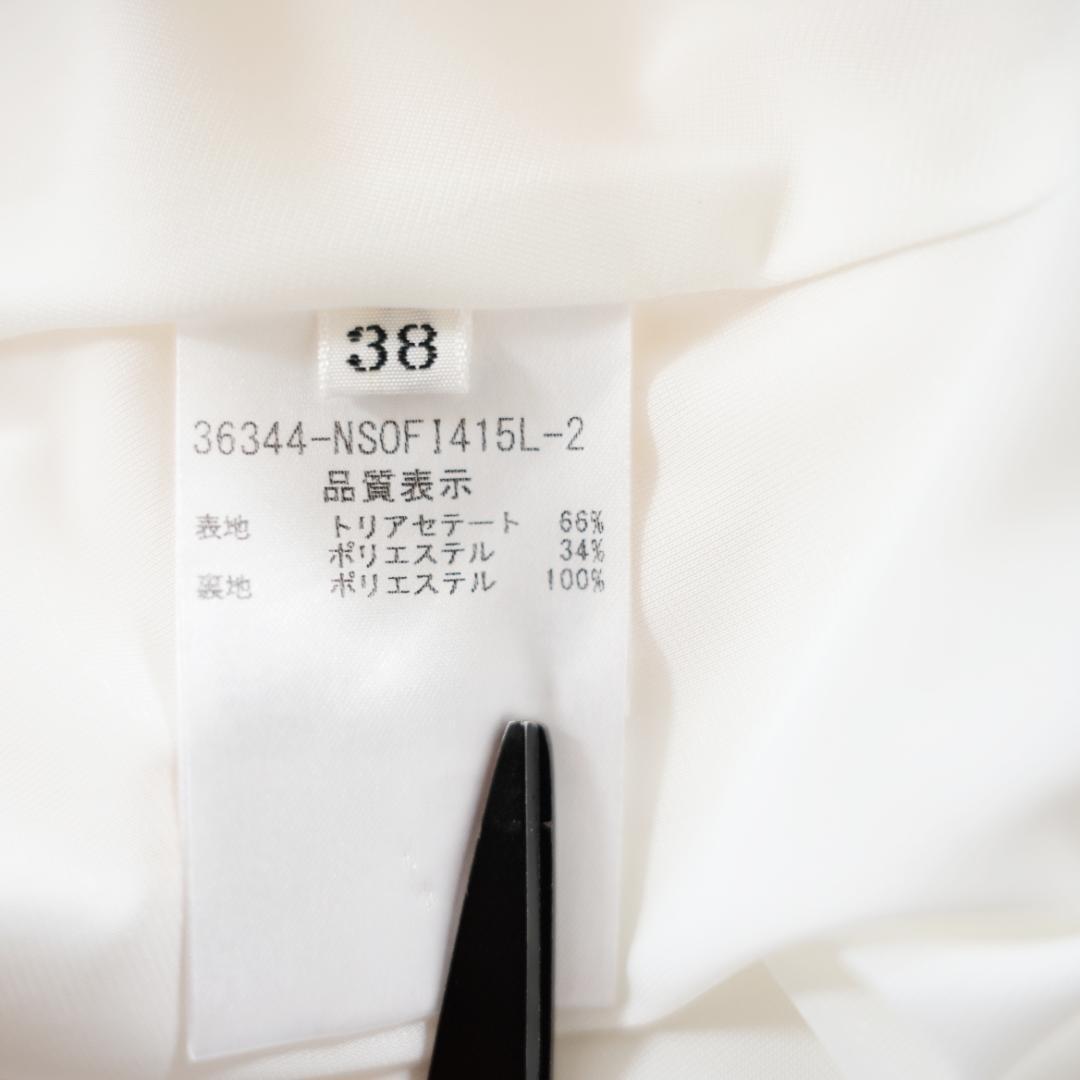 38
36344-NSOFI415L-2
品質表示
表地 トリアセテート 66%
ポリエステル 34%
裏地 ポリエステル 100%